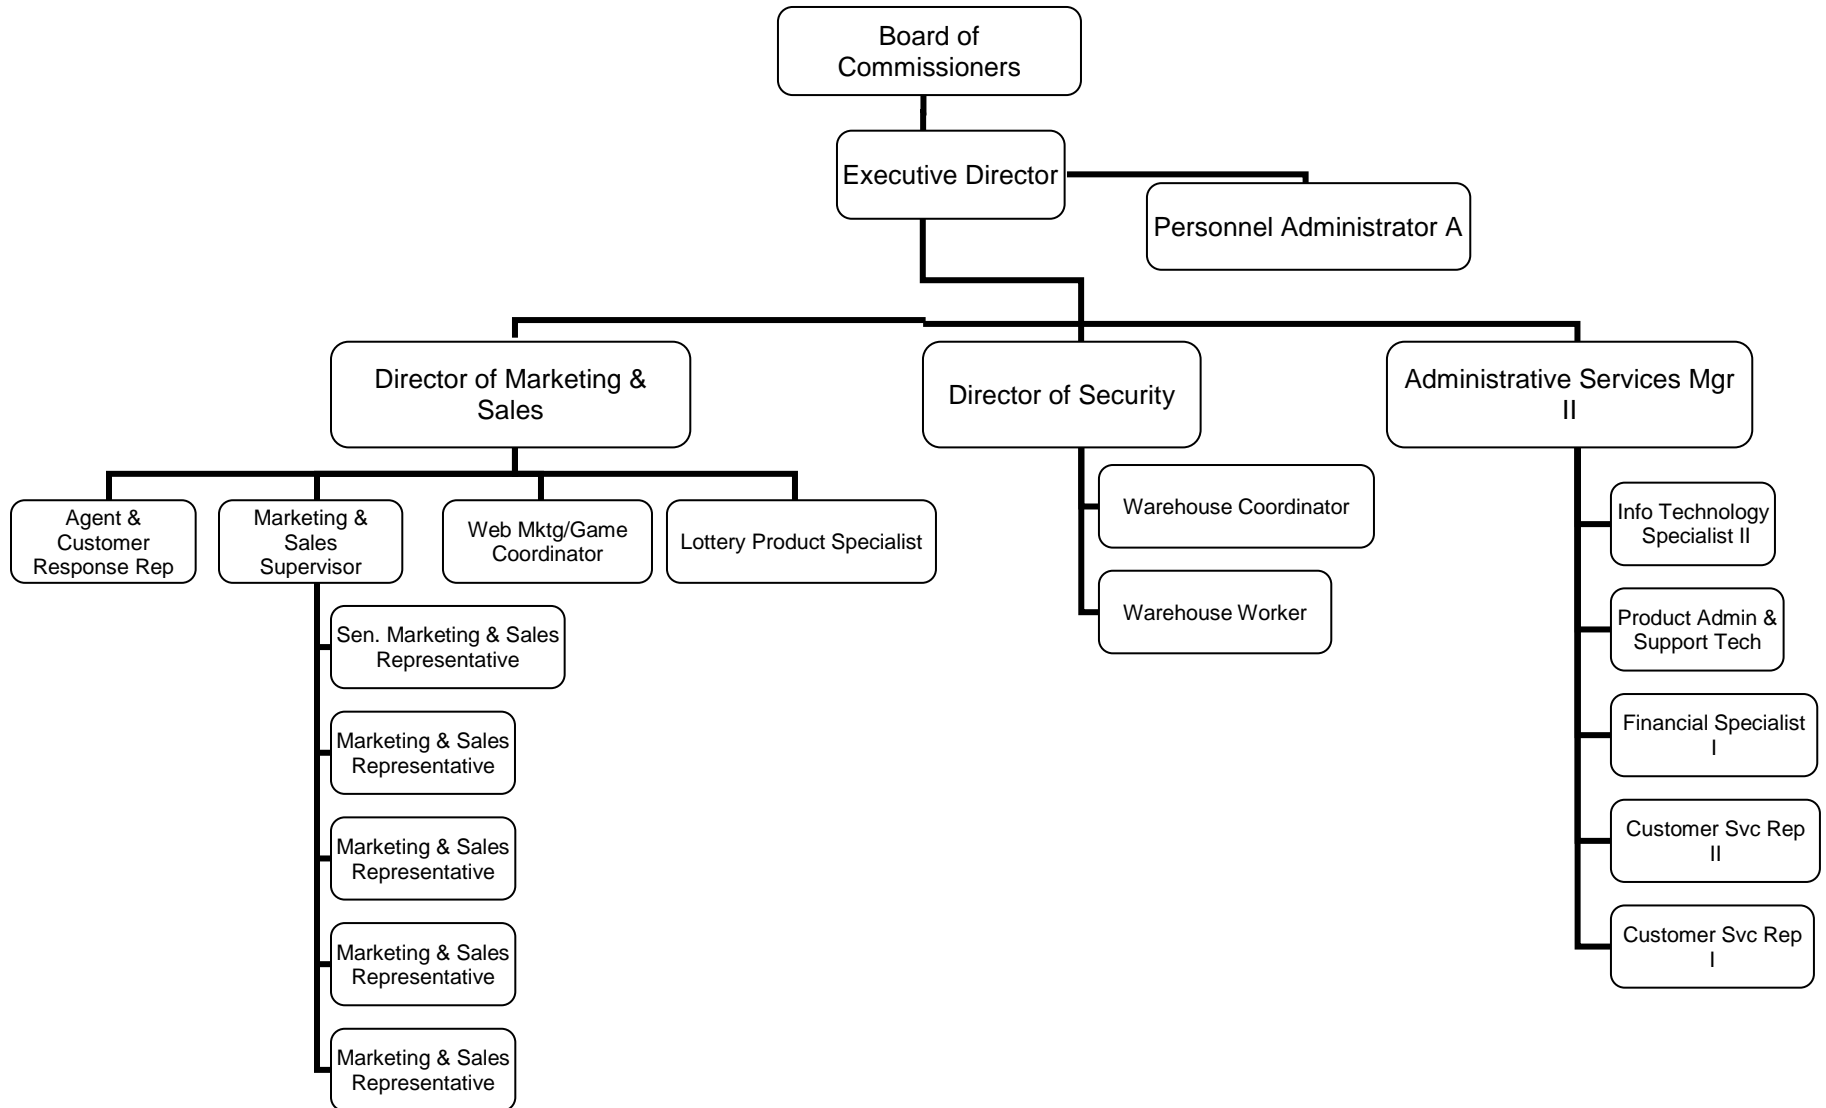 Board of
Commissioners
Executive Director
Personnel Administrator A
Director of Marketing &
Sales
Director of Security
Administrative Services Mgr
II
Agent &
Customer
Response Rep
Marketing &
Sales
Supervisor
Web Mktg/Game
Coordinator
Lottery Product Specialist
Sen. Marketing & Sales
Representative
Marketing & Sales
Representative
Marketing & Sales
Representative
Marketing & Sales
Representative
Marketing & Sales
Representative
Warehouse Coordinator
Warehouse Worker
Info Technology
Specialist II
Product Admin &
Support Tech
Financial Specialist
I
Customer Svc Rep
II
Customer Svc Rep
I